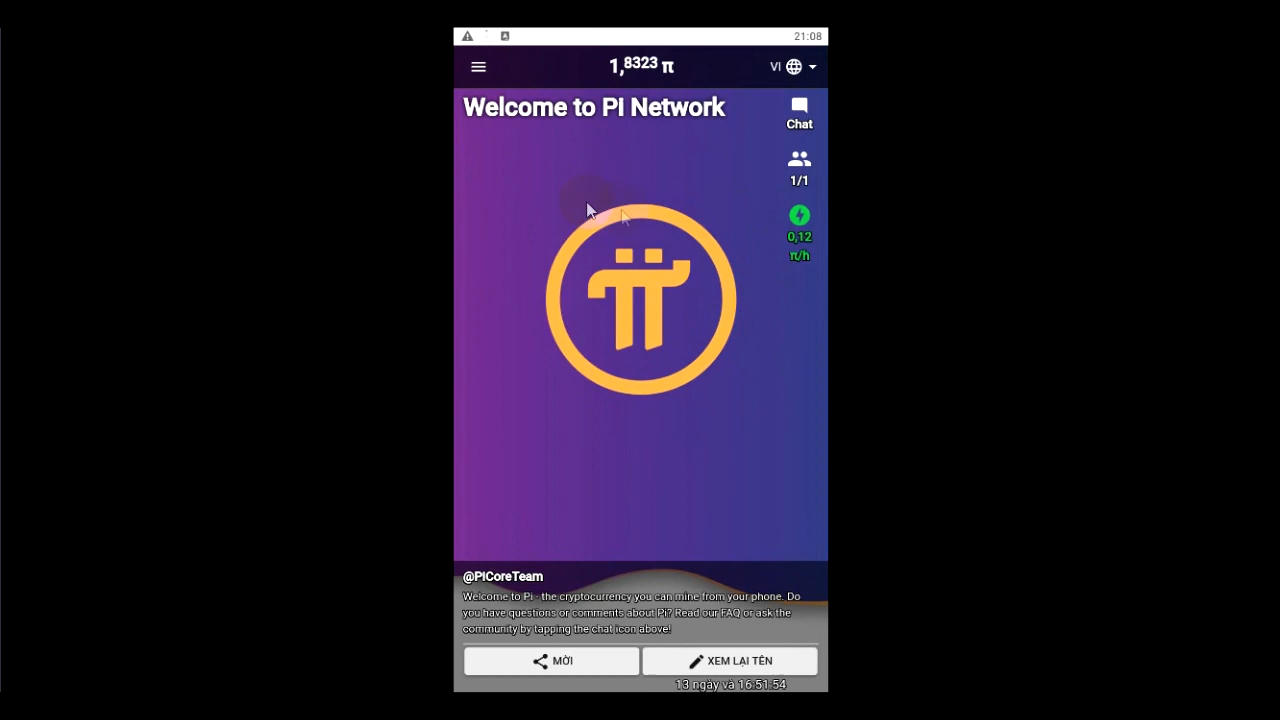 21:08
1,8323 π
VI
Welcome to Pi Network
Chat
1/1
0,12
π/h
@PiCoreTeam
Welcome to Pi - the cryptocurrency you can mine from your phone. Do
you have questions or comments about Pi? Read our FAQ or ask the
community by tapping the chat icon above!
MỜI
XEM LẠI TÊN
13 ngày và 16:51:54